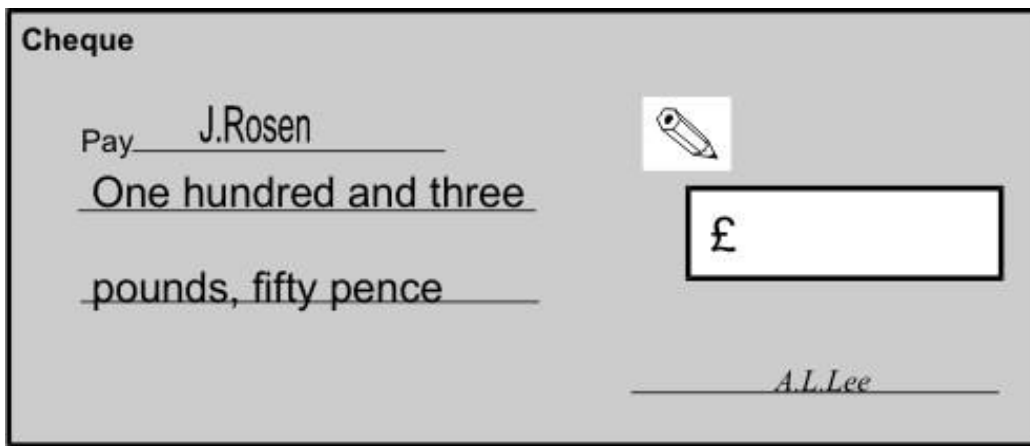 Cheque
Pay J.Rosen
One hundred and three
pounds, fifty pence
£
A.L.Lee